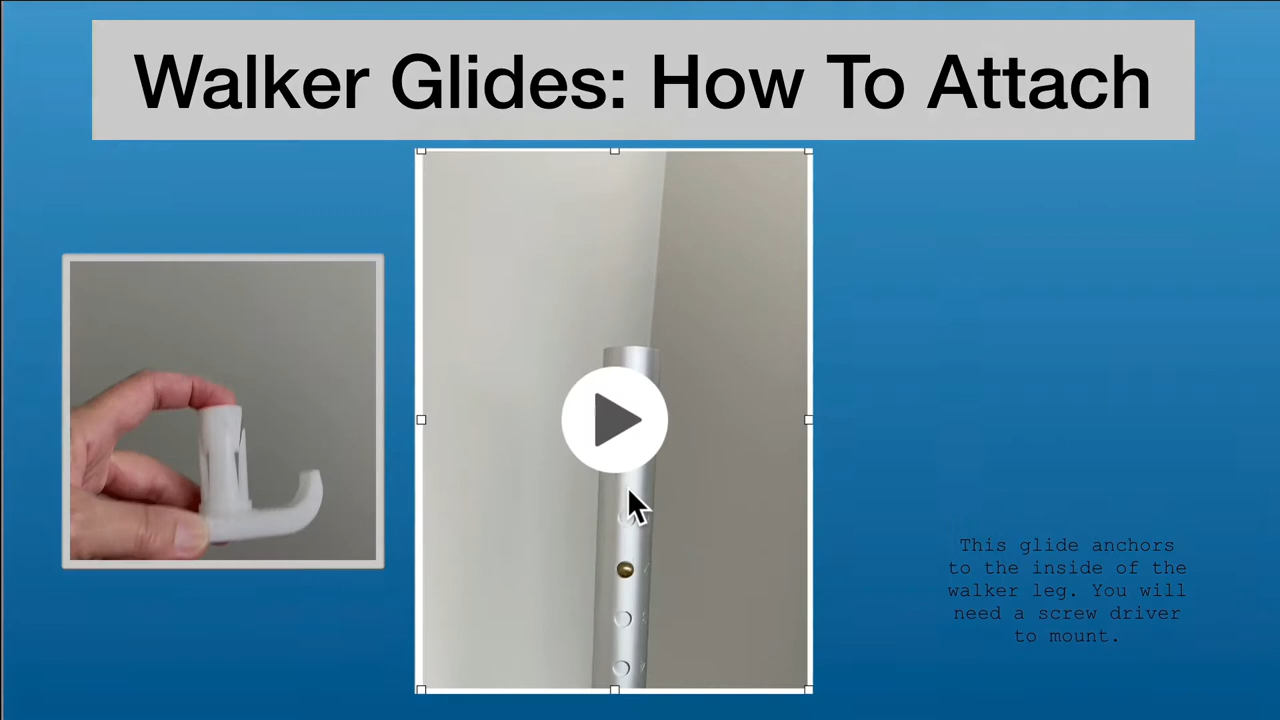 Walker Glides: How To Attach
This glide anchors
to the inside of the
walker leg. You will
need a screw driver
to mount.